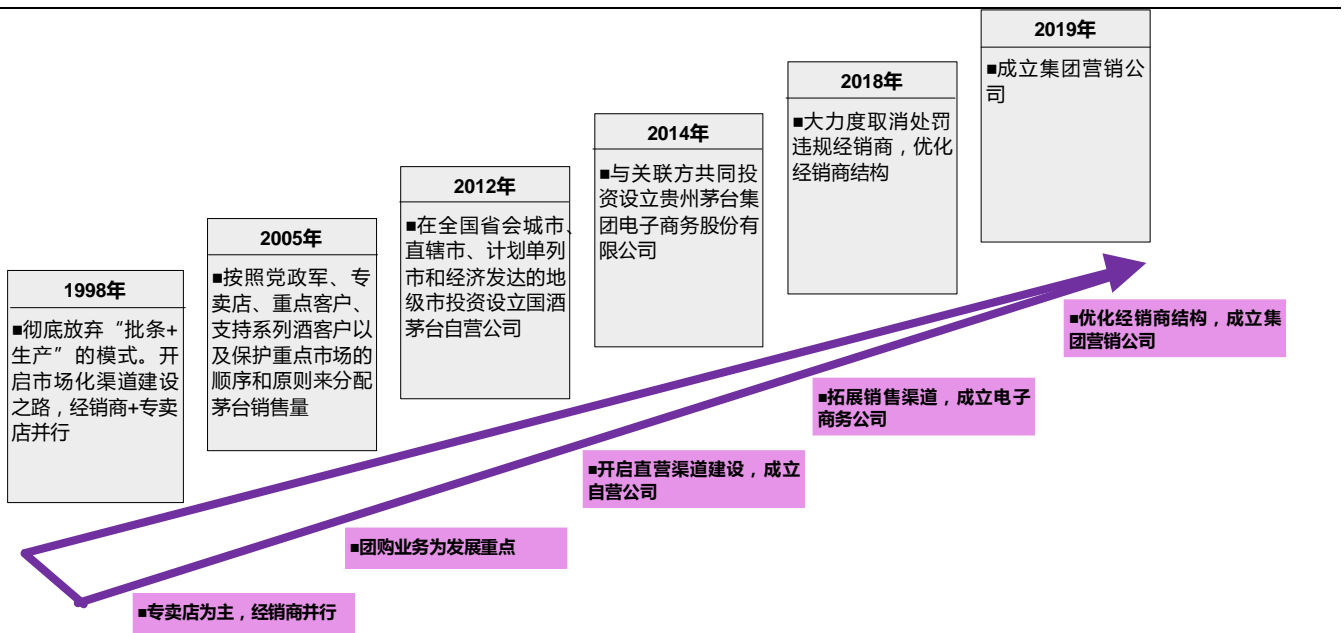 1998年
■彻底放弃“批条+
生产”的模式。开
启市场化渠道建设
之路，经销商+专卖
店并行
2005年
■按照党政军、专
卖店、重点客户、
支持系列酒客户以
及保护重点市场的
顺序和原则来分配
茅台销售量
2012年
■在全国省会城市、
直辖市、计划单列
市和经济发达的地
级市投资设立国酒
茅台自营公司
2014年
■与关联方共同投
资设立贵州茅台集
团电子商务股份有
限公司
2018年
■大力度取消处罚
违规经销商，优化
经销商结构
2019年
■成立集团营销公
司
■专卖店为主，经销商并行
■团购业务为发展重点
■开启直营渠道建设，成立
自营公司
■拓展销售渠道，成立电子
商务公司
■优化经销商结构，成立集
团营销公司